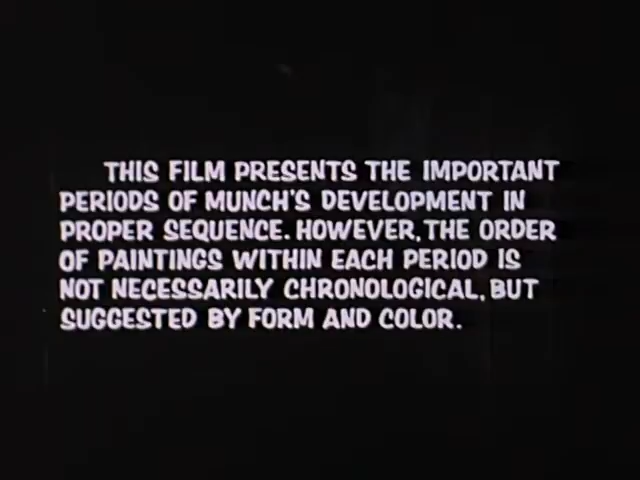 THIS FILM PRESENTS THE IMPORTANT
PERIODS OF MUNCH'S DEVELOPMENT IN
PROPER SEQUENCE. HOWEVER, THE ORDER
OF PAINTINGS WITHIN EACH PERIOD IS
NOT NECESSARILY CHRONOLOGICAL, BUT
SUGGESTED BY FORM AND COLOR.